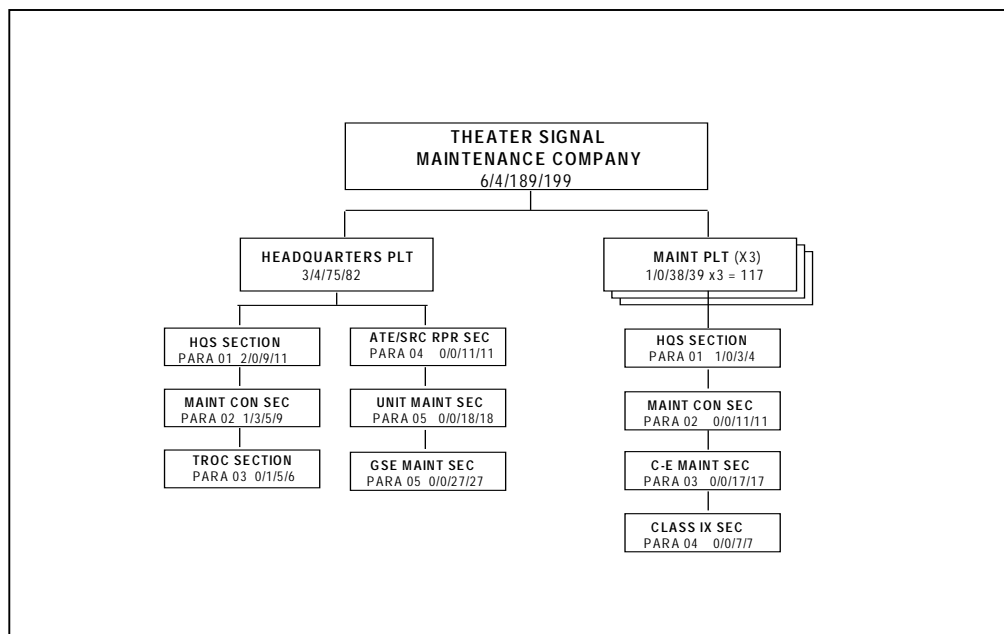 THEATER SIGNAL
MAINTENANCE COMPANY
6/4/189/199
HEADQUARTERS PLT
3/4/75/82
MAINT PLT (X3)
1/0/38/39 x3 = 117
HQS SECTION
PARA 01 2/0/9/11
MAINT CON SEC
PARA 02 1/3/5/9
TROC SECTION
PARA 03 0/1/5/6
ATE/SRC RPR SEC
PARA 04 0/0/11/11
UNIT MAINT SEC
PARA 05 0/0/18/18
GSE MAINT SEC
PARA 05 0/0/27/27
HQS SECTION
PARA 01 1/0/3/4
MAINT CON SEC
PARA 02 0/0/11/11
C-E MAINT SEC
PARA 03 0/0/17/17
CLASS IX SEC
PARA 04 0/0/7/7